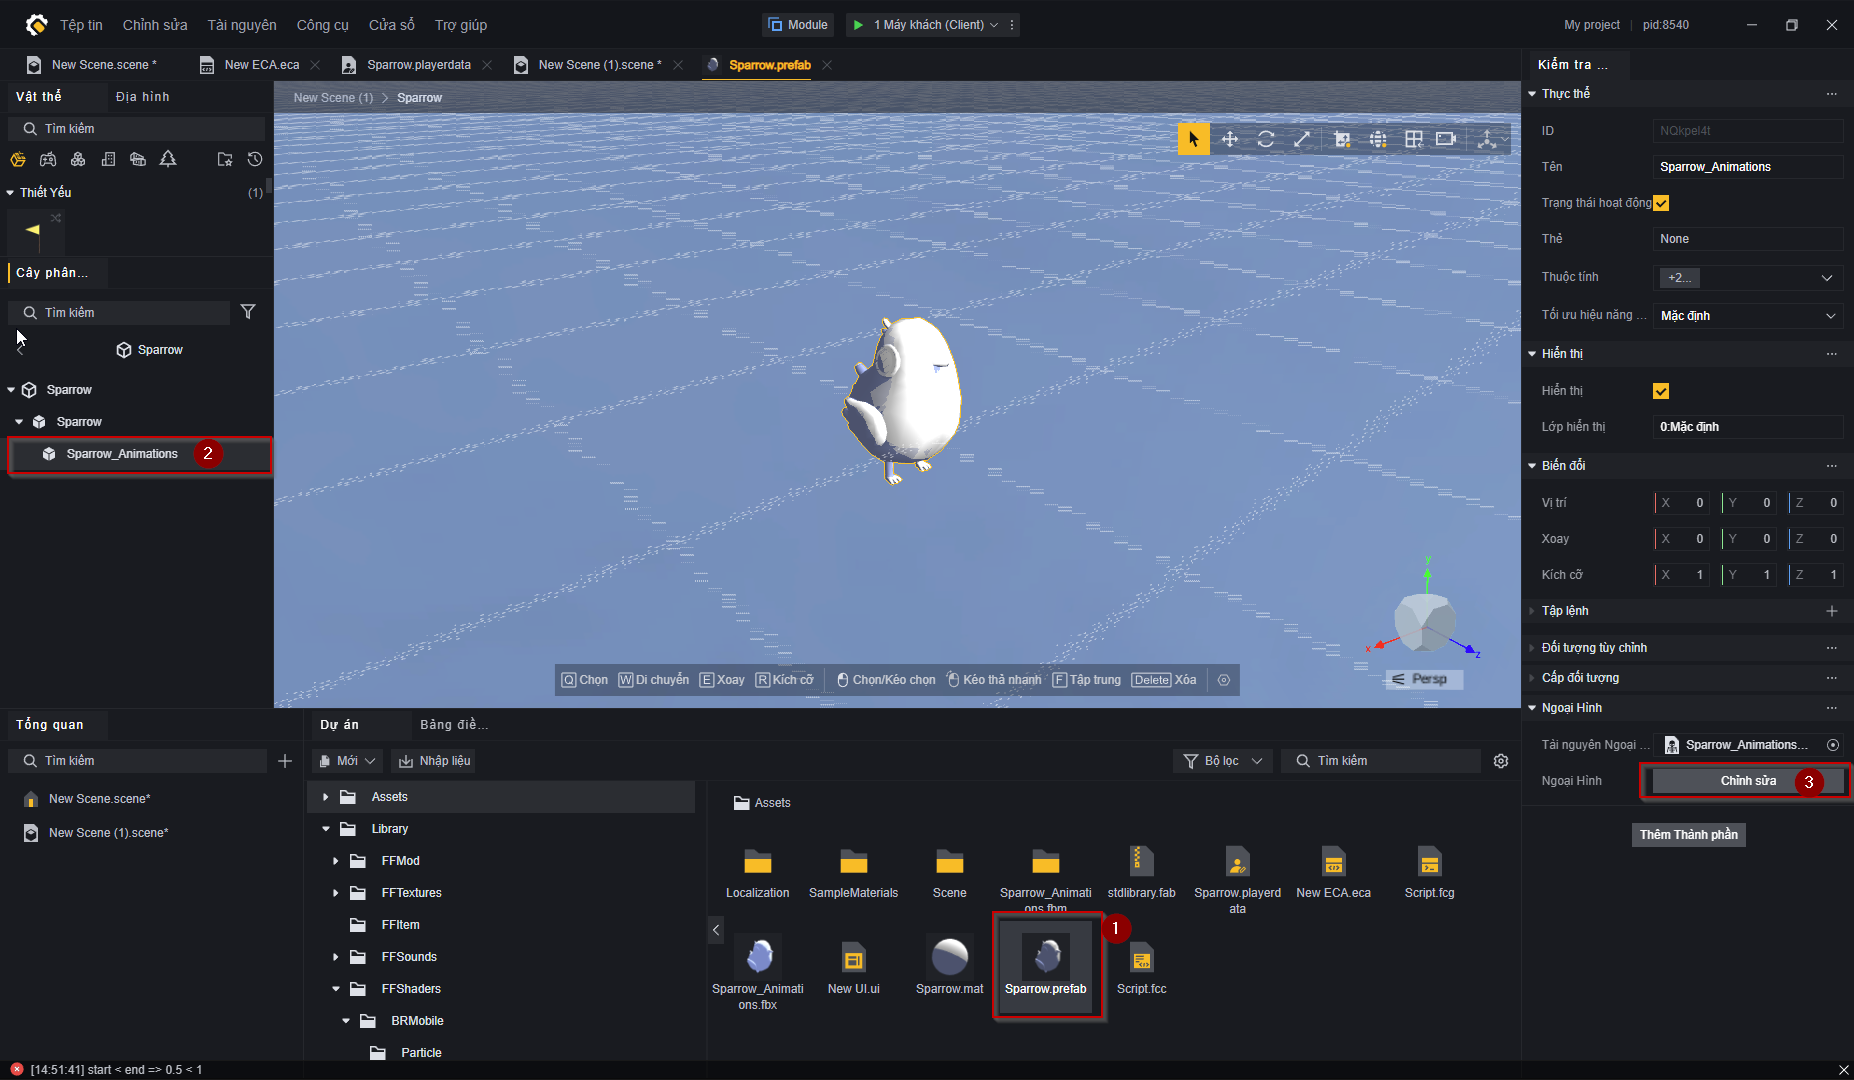 Tệp tin Chỉnh sửa Tài nguyên Công cụ Cửa sổ Trợ giúp
Module
1 Máy khách (Client)
My project pid:8540
New Scene.scene *
New ECA.eca
Sparrow.playerdata
New Scene (1).scene *
Sparrow.prefab
Vật thể
Địa hình
Tìm kiếm
Thiết Yếu (1)
Cây phân...
Tìm kiếm
Sparrow
Sparrow
Sparrow
Sparrow_Animations 2
New Scene (1) > Sparrow
y
x
z
Persp
Q Chọn W Di chuyển E Xoay R Kích cỡ Chọn/Kéo chọn Kéo thả nhanh F Tập trung Delete Xóa
Kiểm tra ...
Thực thể
ID NQkpel4t
Tên Sparrow_Animations
Trạng thái hoạt động
Thẻ None
Thuộc tính +2...
Tối ưu hiệu năng ... Mặc định
Hiển thị
Hiển thị
Lớp hiển thị 0:Mặc định
Biến đổi
Vị trí X 0 Y 0 Z 0
Xoay X 0 Y 0 Z 0
Kích cỡ X 1 Y 1 Z 1
Tập lệnh
Đối tượng tùy chỉnh
Cấp đối tượng
Ngoại Hình
Tài nguyên Ngoại ... Sparrow_Animations...
Ngoại Hình Chỉnh sửa 3
Thêm Thành phần
Tổng quan
Tìm kiếm
New Scene.scene*
New Scene (1).scene*
Dự án
Bảng điề...
Mới
Nhập liệu
Bộ lọc
Tìm kiếm
Assets
Library
FFMod
FFTextures
FFItem
FFSounds
FFShaders
BRMobile
Particle
Assets
Localization
SampleMaterials
Scene
Sparrow_Animati
ons.fbm
stdlibrary.fab
Sparrow.playerd
ata
New ECA.eca
Script.fcg
Sparrow_Animati
ons.fbx
New UI.ui
Sparrow.mat
Sparrow.prefab
1
Script.fcc
[14:51:41] start < end => 0.5 < 1